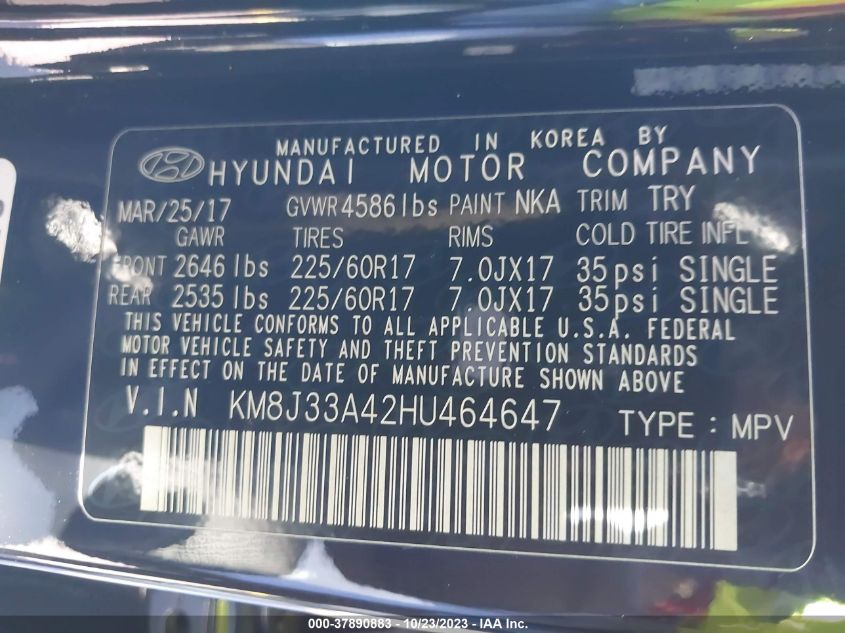 MANUFACTURED IN KOREA BY
HYUNDAI MOTOR COMPANY
MAR/25/17 GVWR 4586 lbs PAINT NKA TRIM TRY
GAWR TIRES RIMS COLD TIRE INFL
FRONT 2646 lbs 225/60R17 7.0JX17 35psi SINGLE
REAR 2535 lbs 225/60R17 7.0JX17 35psi SINGLE
THIS VEHICLE CONFORMS TO ALL APPLICABLE U.S.A. FEDERAL
MOTOR VEHICLE SAFETY AND THEFT PREVENTION STANDARDS
IN EFFECT ON THE DATE OF MANUFACTURE SHOWN ABOVE
V.I.N KM8J33A42HU464647 TYPE : MPV
000-37890883 - 10/23/2023 - IAA Inc.